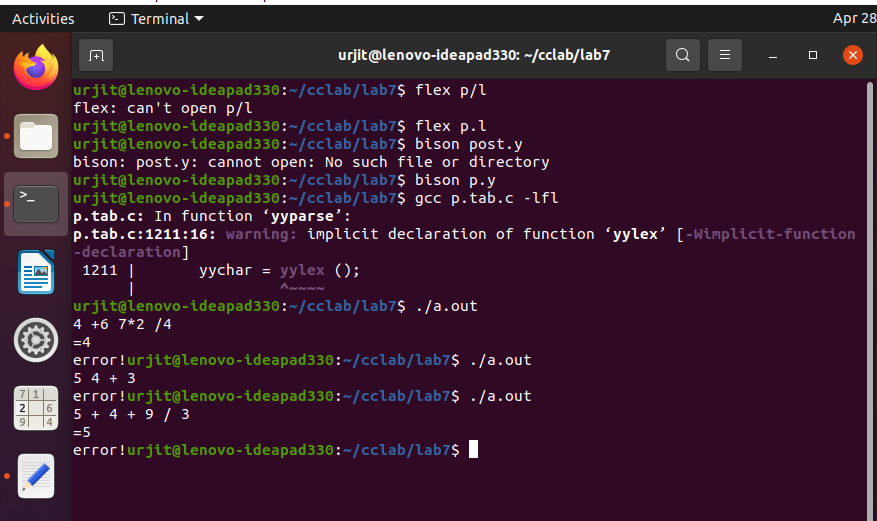 Activities
Terminal
Apr 28
urjit@lenovo-ideapad330: ~/cclab/lab7
urjit@lenovo-ideapad330:~/cclab/lab7$ flex p/l
flex: can't open p/l
urjit@lenovo-ideapad330:~/cclab/lab7$ flex p.l
urjit@lenovo-ideapad330:~/cclab/lab7$ bison post.y
bison: post.y: cannot open: No such file or directory
urjit@lenovo-ideapad330:~/cclab/lab7$ bison p.y
urjit@lenovo-ideapad330:~/cclab/lab7$ gcc p.tab.c -lfl
p.tab.c: In function ‘yyparse’:
p.tab.c:1211:16: warning: implicit declaration of function ‘yylex’ [-Wimplicit-function
-declaration]
 1211 |       yychar = yylex ();
      |                ^~~~~
urjit@lenovo-ideapad330:~/cclab/lab7$ ./a.out
4 +6 7*2 /4
=4
error!urjit@lenovo-ideapad330:~/cclab/lab7$ ./a.out
5 4 + 3
error!urjit@lenovo-ideapad330:~/cclab/lab7$ ./a.out
5 + 4 + 9 / 3
=5
error!urjit@lenovo-ideapad330:~/cclab/lab7$
>_
7 1
2 6
9 4